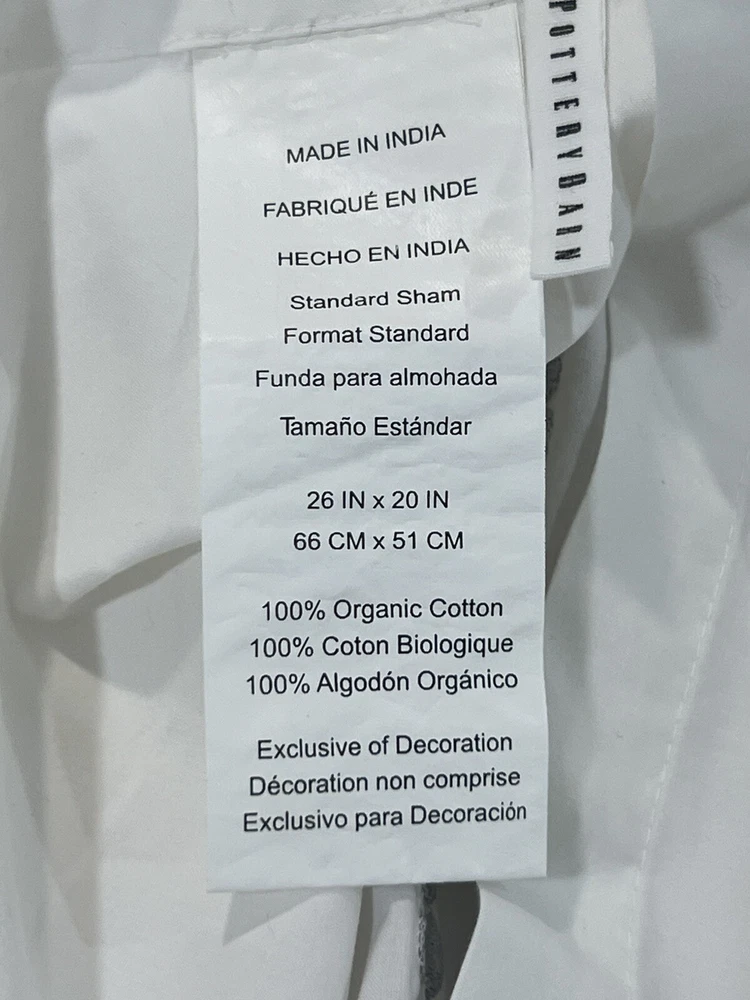 POTTERYBARN
MADE IN INDIA
FABRIQUÉ EN INDE
HECHO EN INDIA
Standard Sham
Format Standard
Funda para almohada
Tamaño Estándar
26 IN x 20 IN
66 CM x 51 CM
100% Organic Cotton
100% Coton Biologique
100% Algodón Orgánico
Exclusive of Decoration
Décoration non comprise
Exclusivo para Decoración